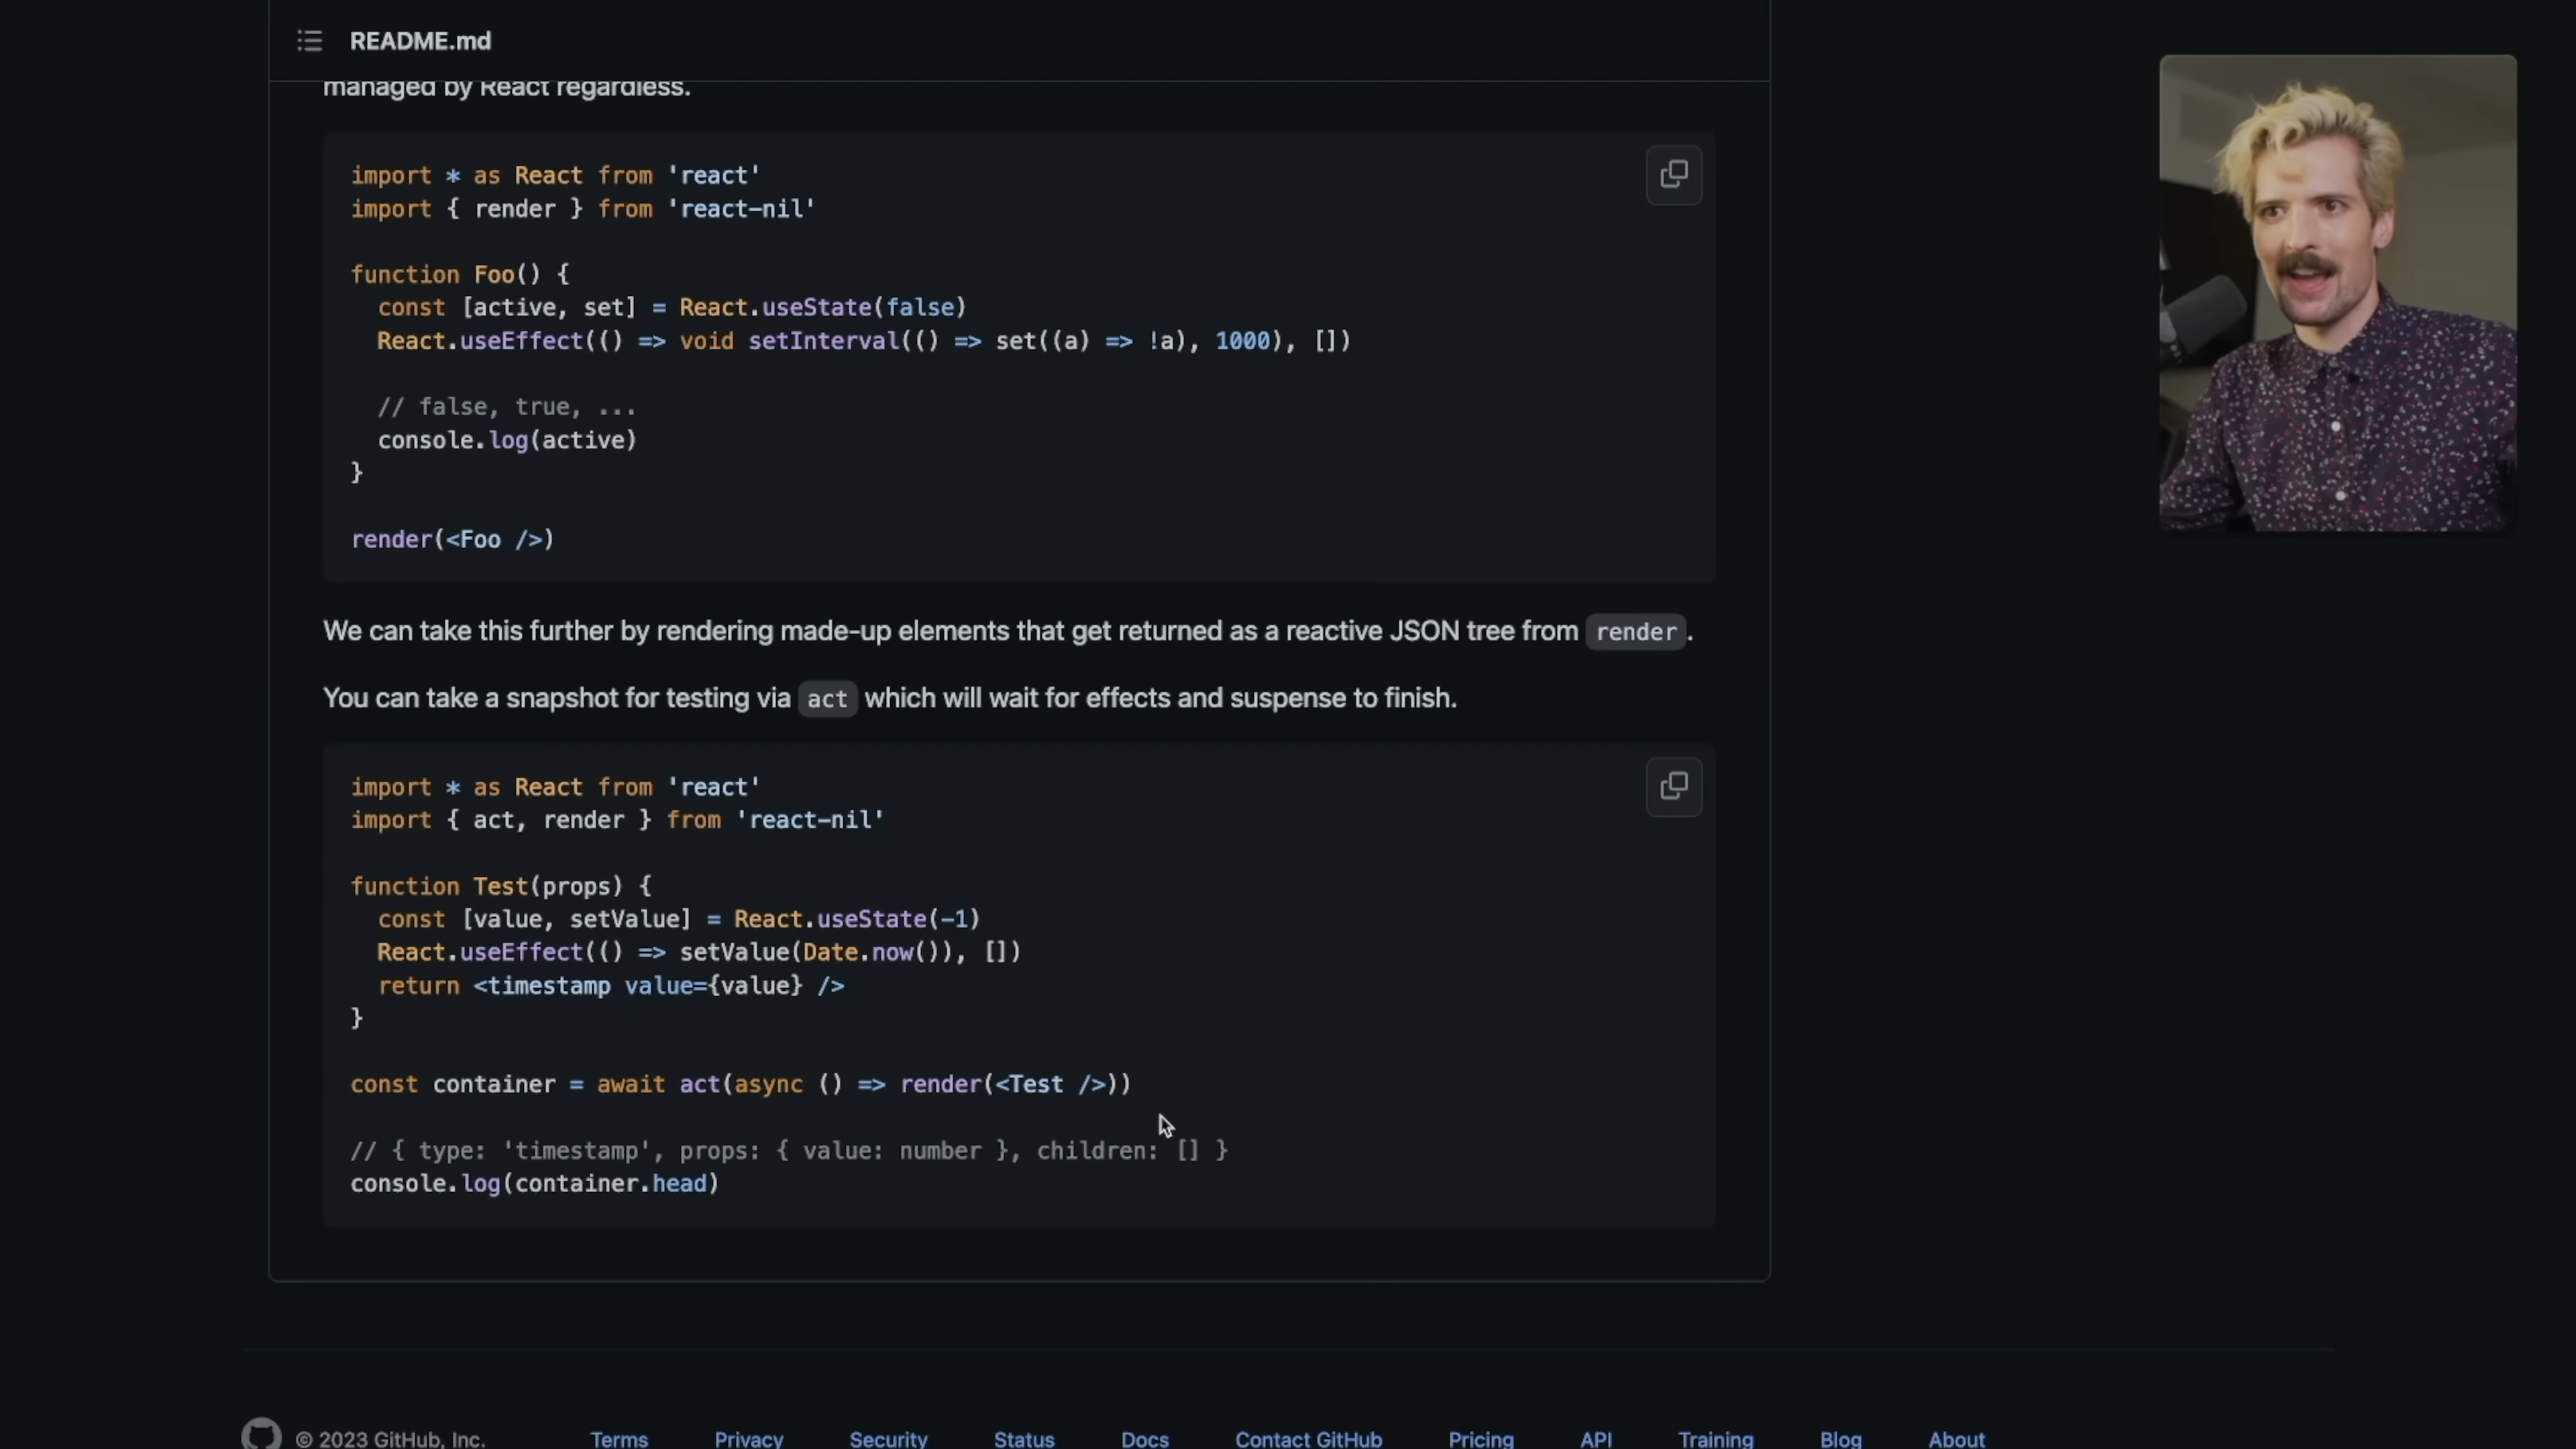 README.md
managed by React regardless.
import * as React from 'react'
import { render } from 'react-nil'
function Foo() {
const [active, set] = React.useState(false)
React.useEffect(() => void setInterval(() => set((a) => !a), 1000), [])
// false, true, ...
console.log(active)
}
render(<Foo />)
We can take this further by rendering made-up elements that get returned as a reactive JSON tree from render.
You can take a snapshot for testing via act which will wait for effects and suspense to finish.
import * as React from 'react'
import { act, render } from 'react-nil'
function Test(props) {
const [value, setValue] = React.useState(-1)
React.useEffect(() => setValue(Date.now()), [])
return <timestamp value={value} />
}
const container = await act(async () => render(<Test />))
// { type: 'timestamp', props: { value: number }, children: [] }
console.log(container.head)
© 2023 GitHub, Inc. Terms Privacy Security Status Docs Contact GitHub Pricing API Training Blog About